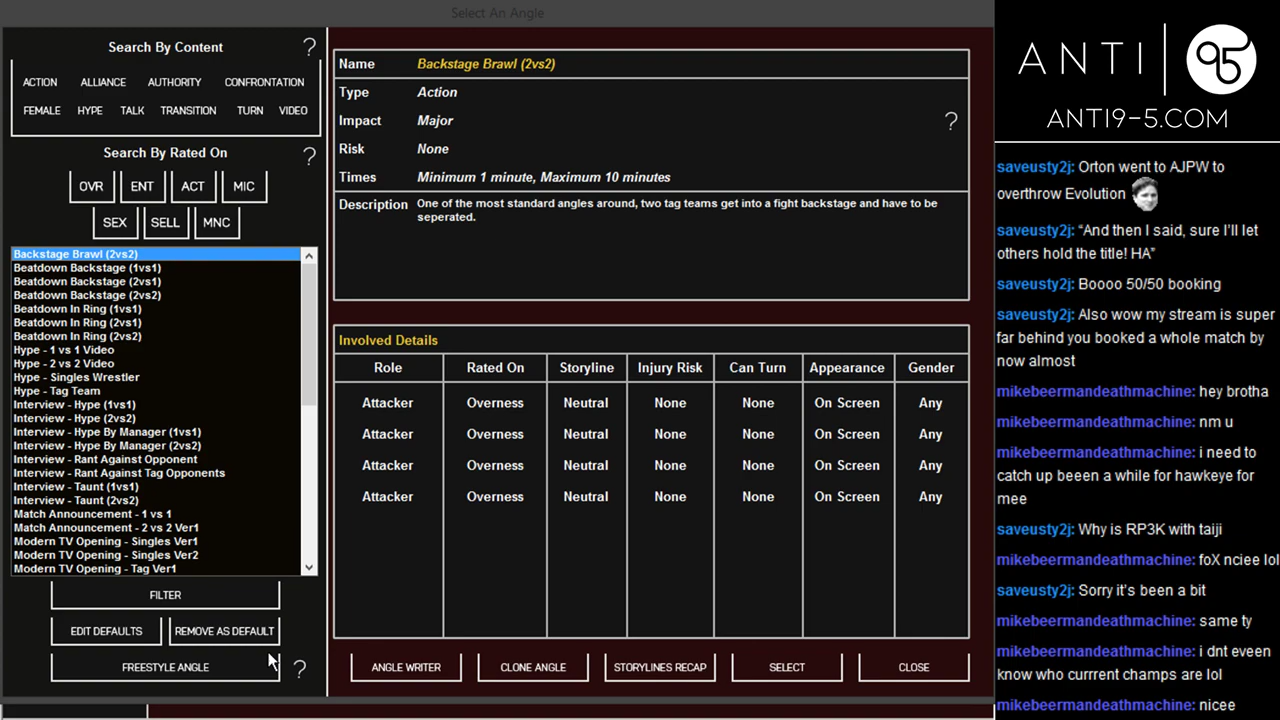 Select An Angle
Search By Content
?
ACTION ALLIANCE AUTHORITY CONFRONTATION
FEMALE HYPE TALK TRANSITION TURN VIDEO
Search By Rated On
?
OVR ENT ACT MIC
SEX SELL MNC
Backstage Brawl (2vs2)
Beatdown Backstage (1vs1)
Beatdown Backstage (2vs1)
Beatdown Backstage (2vs2)
Beatdown In Ring (1vs1)
Beatdown In Ring (2vs1)
Beatdown In Ring (2vs2)
Hype - 1 vs 1 Video
Hype - 2 vs 2 Video
Hype - Singles Wrestler
Hype - Tag Team
Interview - Hype (1vs1)
Interview - Hype (2vs2)
Interview - Hype By Manager (1vs1)
Interview - Hype By Manager (2vs2)
Interview - Rant Against Opponent
Interview - Rant Against Tag Opponents
Interview - Taunt (1vs1)
Interview - Taunt (2vs2)
Match Announcement - 1 vs 1
Match Announcement - 2 vs 2 Ver1
Modern TV Opening - Singles Ver1
Modern TV Opening - Singles Ver2
Modern TV Opening - Tag Ver1
FILTER
EDIT DEFAULTS REMOVE AS DEFAULT
FREESTYLE ANGLE ?
Name Backstage Brawl (2vs2)
Type Action
Impact Major ?
Risk None
Times Minimum 1 minute, Maximum 10 minutes
Description One of the most standard angles around, two tag teams get into a fight backstage and have to be
seperated.
Involved Details
Role Rated On Storyline Injury Risk Can Turn Appearance Gender
Attacker Overness Neutral None None On Screen Any
Attacker Overness Neutral None None On Screen Any
Attacker Overness Neutral None None On Screen Any
Attacker Overness Neutral None None On Screen Any
ANGLE WRITER CLONE ANGLE STORYLINES RECAP SELECT CLOSE
ANTI 95
ANTI9-5.COM
saveusty2j: Orton went to AJPW to
overthrow Evolution
saveusty2j: “And then I said, sure I’ll let
others hold the title! HA”
saveusty2j: Boooo 50/50 booking
saveusty2j: Also wow my stream is super
far behind you booked a whole match by
now almost
mikebeermandeathmachine: hey brotha
mikebeermandeathmachine: nm u
mikebeermandeathmachine: i need to
catch up beeen a while for hawkeye for
mee
saveusty2j: Why is RP3K with taiji
mikebeermandeathmachine: foX nciee lol
saveusty2j: Sorry it’s been a bit
mikebeermandeathmachine: same ty
mikebeermandeathmachine: i dnt eveen
know who currrent champs are lol
mikebeermandeathmachine: nicee